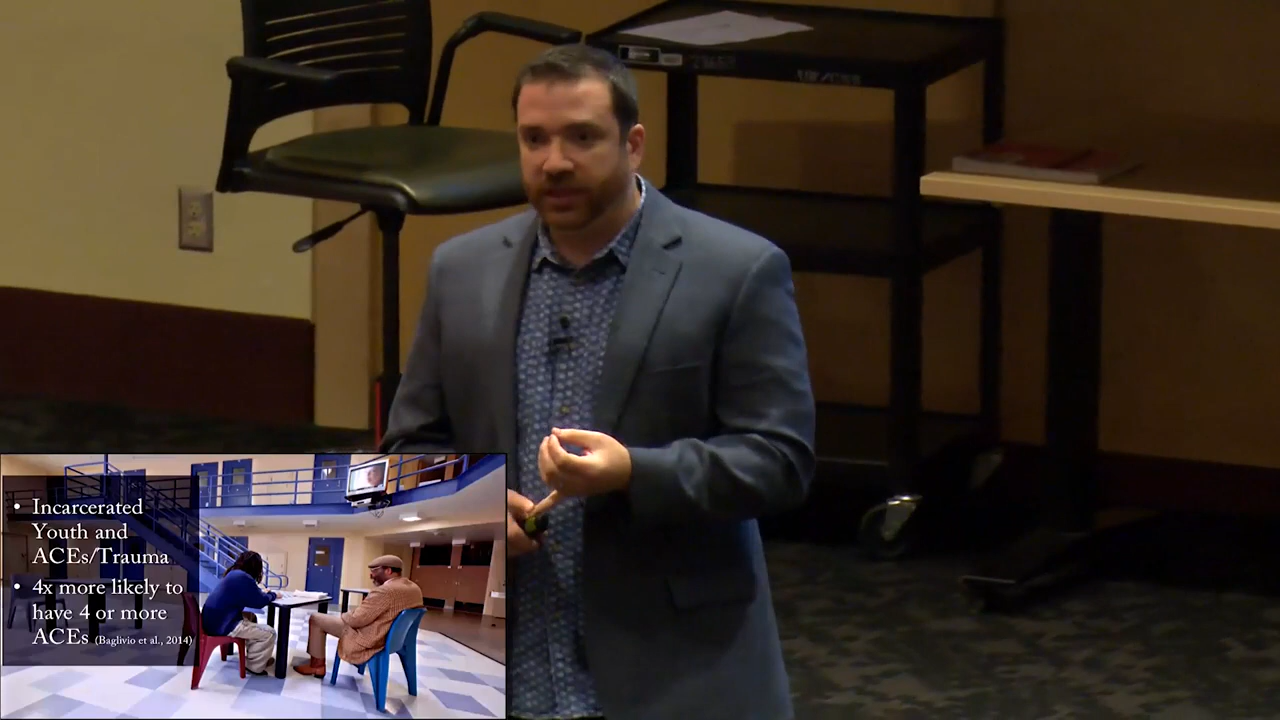 • Incarcerated
Youth and
ACEs/Trauma
• 4x more likely to
have 4 or more
ACEs (Baglivio et al., 2014)